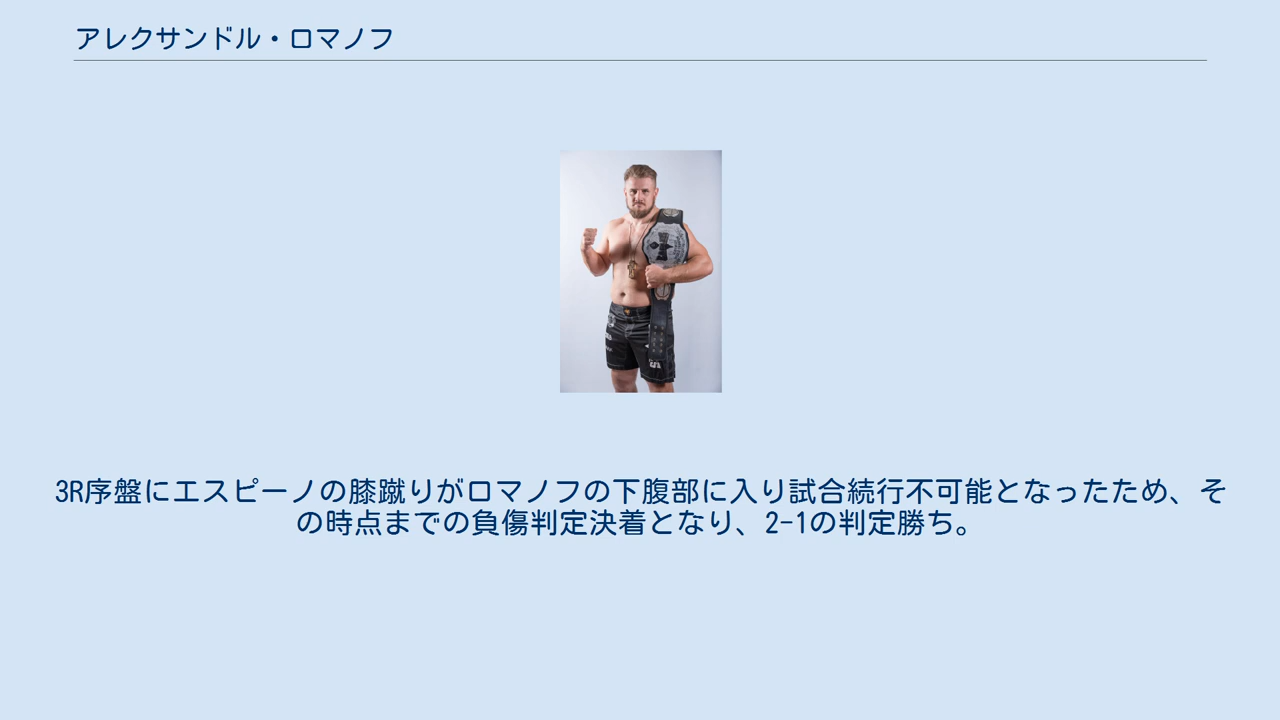 アレクサンドル・ロマノフ
3R序盤にエスピーノの膝蹴りがロマノフの下腹部に入り試合続行不可能となったため、そ
の時点までの負傷判定決着となり、2-1の判定勝ち。